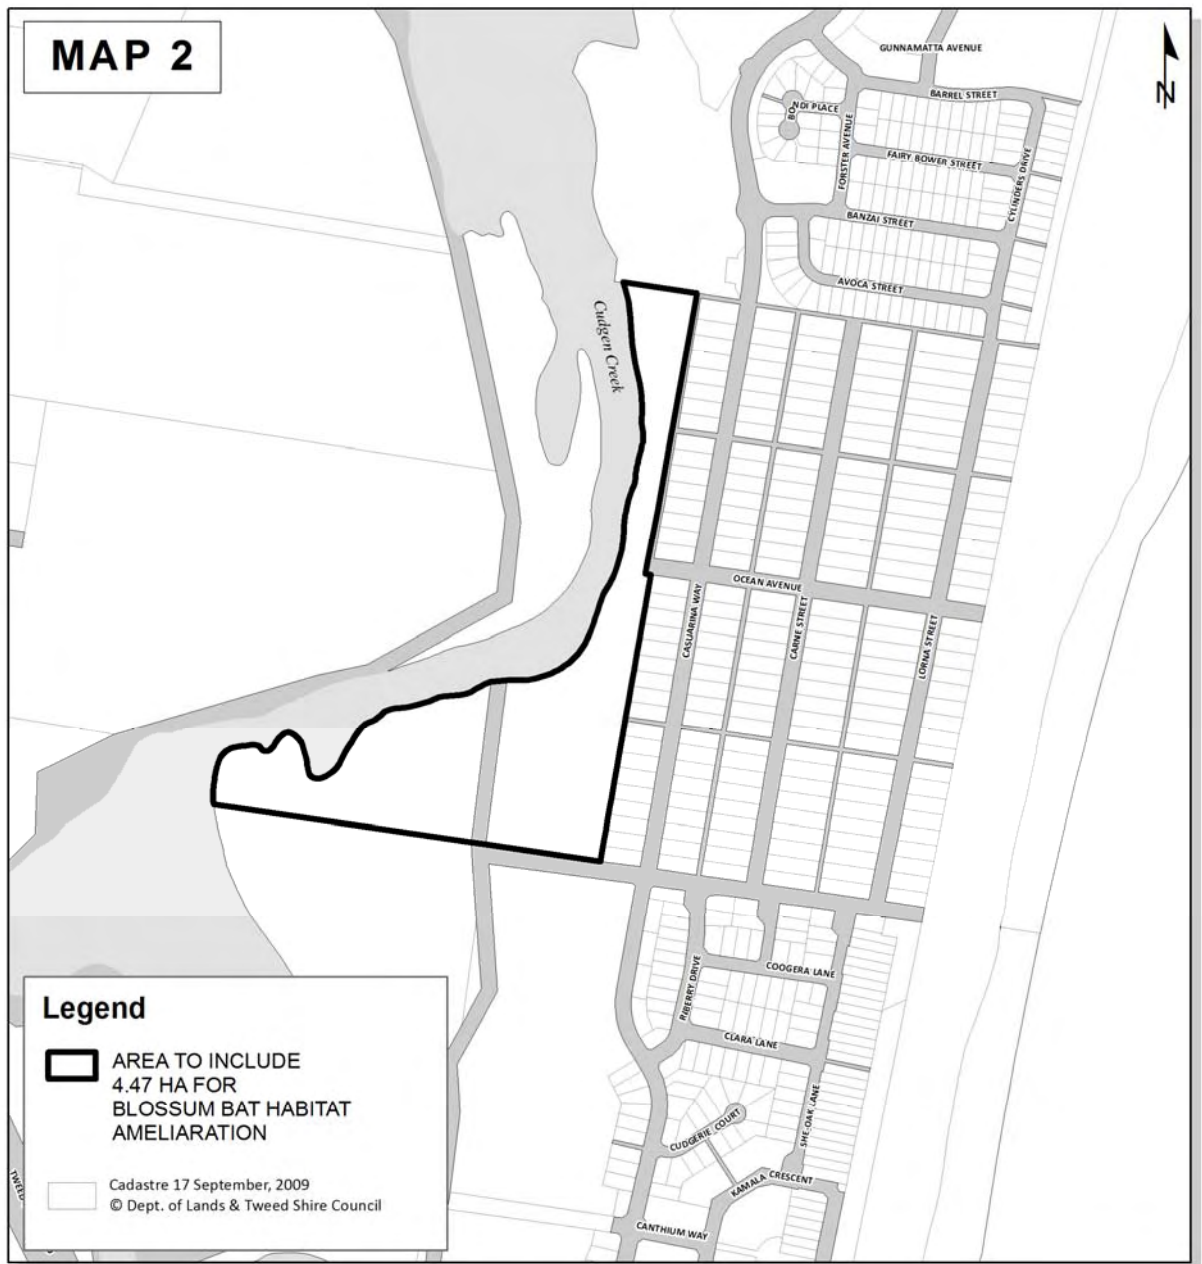 MAP 2
N
GUNNAMATTA AVENUE
BARREL STREET
BONDI PLACE
FORSTER AVENUE
FAIRY BOWER STREET
CYLINDERS DRIVE
BANZAI STREET
AVOCA STREET
Cudgen Creek
OCEAN AVENUE
CASUARINA WAY
CARNE STREET
LORNA STREET
COOGERA LANE
RIBERRY DRIVE
CLARA LANE
SHE-OAK LANE
CUDGERIE COURT
KAMALA CRESCENT
CANTHIUM WAY
TWEED
Legend
AREA TO INCLUDE
4.47 HA FOR
BLOSSUM BAT HABITAT
AMELIARATION
Cadastre 17 September, 2009
© Dept. of Lands & Tweed Shire Council